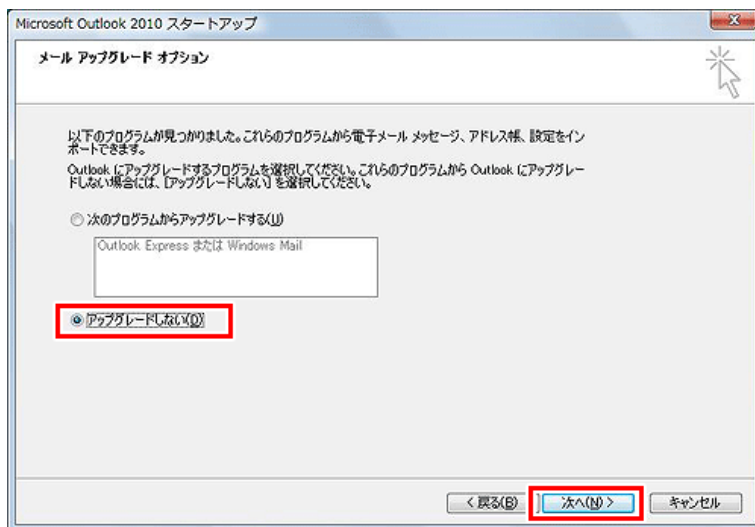 Microsoft Outlook 2010 スタートアップ
メール アップグレード オプション
以下のプログラムが見つかりました。これらのプログラムから電子メール メッセージ、アドレス帳、設定をイン
ポートできます。
Outlook にアップグレードするプログラムを選択してください。これらのプログラムから Outlook にアップグレー
ドしない場合には、[アップグレードしない] を選択してください。
次のプログラムからアップグレードする(U)
Outlook Express または Windows Mail
アップグレードしない(D)
< 戻る(B) 次へ(N) > キャンセル